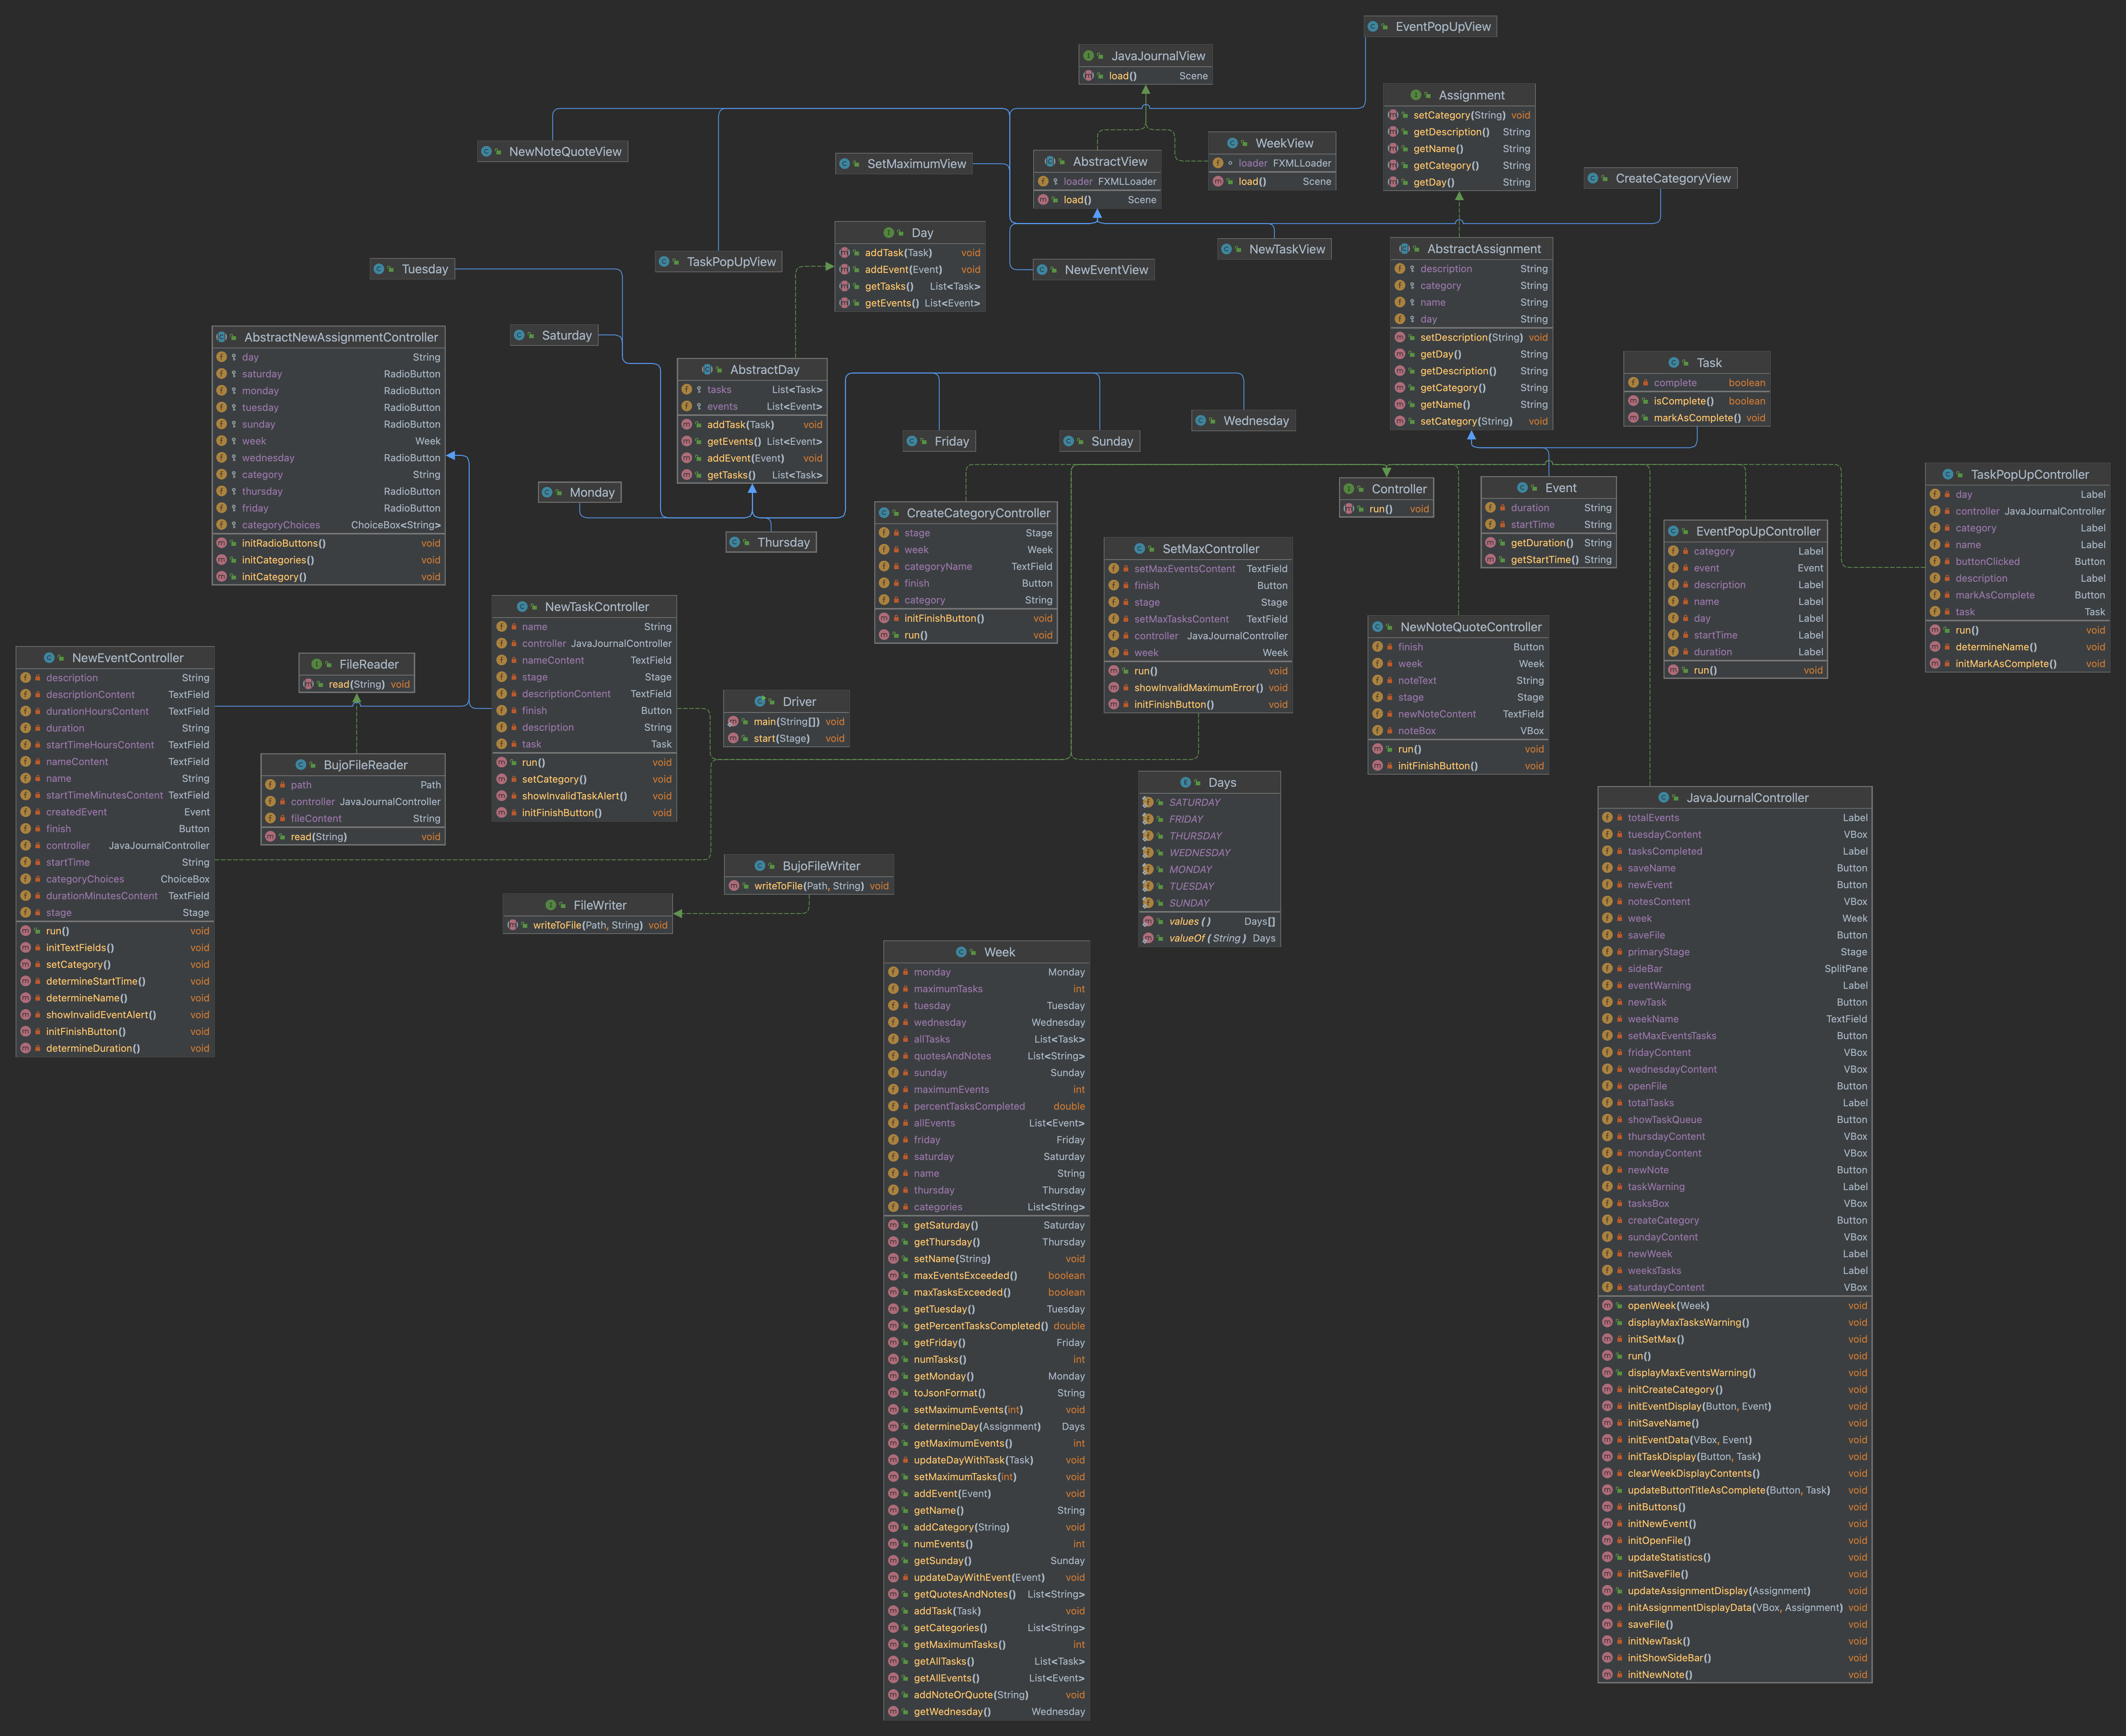 EventPopUpView
JavaJournalView
load() Scene
NewNoteQuoteView
SetMaximumView
AbstractView
loader FXMLLoader
load() Scene
WeekView
loader FXMLLoader
load() Scene
Assignment
setCategory(String) void
getDescription() String
getName() String
getCategory() String
getDay() String
CreateCategoryView
Tuesday
TaskPopUpView
Day
addTask(Task) void
addEvent(Event) void
getTasks() List<Task>
getEvents() List<Event>
NewEventView
NewTaskView
AbstractAssignment
description String
category String
name String
day String
setDescription(String) void
getDay() String
getDescription() String
getCategory() String
getName() String
setCategory(String) void
AbstractNewAssignmentController
day String
saturday RadioButton
monday RadioButton
tuesday RadioButton
sunday RadioButton
week Week
wednesday RadioButton
category String
thursday RadioButton
friday RadioButton
categoryChoices ChoiceBox<String>
initRadioButtons() void
initCategories() void
initCategory() void
Saturday
AbstractDay
tasks List<Task>
events List<Event>
addTask(Task) void
getEvents() List<Event>
addEvent(Event) void
getTasks() List<Task>
Task
complete boolean
isComplete() boolean
markAsComplete() void
Friday
Sunday
Wednesday
Monday
Thursday
CreateCategoryController
stage Stage
week Week
categoryName TextField
finish Button
category String
initFinishButton() void
run() void
Controller
run() void
Event
duration String
startTime String
getDuration() String
getStartTime() String
TaskPopUpController
day Label
controller JavaJournalController
category Label
name Label
buttonClicked Button
description Label
markAsComplete Button
task Task
run() void
determineName() void
initMarkAsComplete() void
EventPopUpController
category Label
event Event
description Label
name Label
day Label
startTime Label
duration Label
run() void
SetMaxController
setMaxEventsContent TextField
finish Button
stage Stage
setMaxTasksContent TextField
controller JavaJournalController
week Week
run() void
showInvalidMaximumError() void
initFinishButton() void
NewTaskController
name String
controller JavaJournalController
nameContent TextField
stage Stage
descriptionContent TextField
finish Button
description String
task Task
run() void
setCategory() void
showInvalidTaskAlert() void
initFinishButton() void
NewNoteQuoteController
finish Button
week Week
noteText String
stage Stage
newNoteContent TextField
noteBox VBox
run() void
initFinishButton() void
NewEventController
description String
descriptionContent TextField
durationHoursContent TextField
duration String
startTimeHoursContent TextField
nameContent TextField
name String
startTimeMinutesContent TextField
createdEvent Event
finish Button
controller JavaJournalController
startTime String
categoryChoices ChoiceBox
durationMinutesContent TextField
stage Stage
run() void
initTextFields() void
setCategory() void
determineStartTime() void
determineName() void
showInvalidEventAlert() void
initFinishButton() void
determineDuration() void
FileReader
read(String) void
Driver
main(String[]) void
start(Stage) void
BujoFileReader
path Path
controller JavaJournalController
fileContent String
read(String) void
Days
SATURDAY
FRIDAY
THURSDAY
WEDNESDAY
MONDAY
TUESDAY
SUNDAY
values() Days[]
valueOf(String) Days
BujoFileWriter
writeToFile(Path, String) void
FileWriter
writeToFile(Path, String) void
JavaJournalController
totalEvents Label
tuesdayContent VBox
tasksCompleted Label
saveName Button
newEvent Button
notesContent VBox
week Week
saveFile Button
primaryStage Stage
sideBar SplitPane
eventWarning Label
newTask Button
weekName TextField
setMaxEventsTasks Button
fridayContent VBox
wednesdayContent VBox
openFile Button
totalTasks Label
showTaskQueue Button
thursdayContent VBox
mondayContent VBox
newNote Button
taskWarning Label
tasksBox VBox
createCategory Button
sundayContent VBox
newWeek Label
weeksTasks Label
saturdayContent VBox
openWeek(Week) void
displayMaxTasksWarning() void
initSetMax() void
run() void
displayMaxEventsWarning() void
initCreateCategory() void
initEventDisplay(Button, Event) void
initSaveName() void
initEventData(VBox, Event) void
initTaskDisplay(Button, Task) void
clearWeekDisplayContents() void
updateButtonTitleAsComplete(Button, Task) void
initButtons() void
initNewEvent() void
initOpenFile() void
updateStatistics() void
initSaveFile() void
updateAssignmentDisplay(Assignment) void
initAssignmentDisplayData(VBox, Assignment) void
saveFile() void
initNewTask() void
initShowSideBar() void
initNewNote() void
Week
monday Monday
maximumTasks int
tuesday Tuesday
wednesday Wednesday
allTasks List<Task>
quotesAndNotes List<String>
sunday Sunday
maximumEvents int
percentTasksCompleted double
allEvents List<Event>
friday Friday
saturday Saturday
name String
thursday Thursday
categories List<String>
getSaturday() Saturday
getThursday() Thursday
setName(String) void
maxEventsExceeded() boolean
maxTasksExceeded() boolean
getTuesday() Tuesday
getPercentTasksCompleted() double
getFriday() Friday
numTasks() int
getMonday() Monday
toJsonFormat() String
setMaximumEvents(int) void
determineDay(Assignment) Days
getMaximumEvents() int
updateDayWithTask(Task) void
setMaximumTasks(int) void
addEvent(Event) void
getName() String
addCategory(String) void
numEvents() int
getSunday() Sunday
updateDayWithEvent(Event) void
getQuotesAndNotes() List<String>
addTask(Task) void
getCategories() List<String>
getMaximumTasks() int
getAllTasks() List<Task>
getAllEvents() List<Event>
addNoteOrQuote(String) void
getWednesday() Wednesday